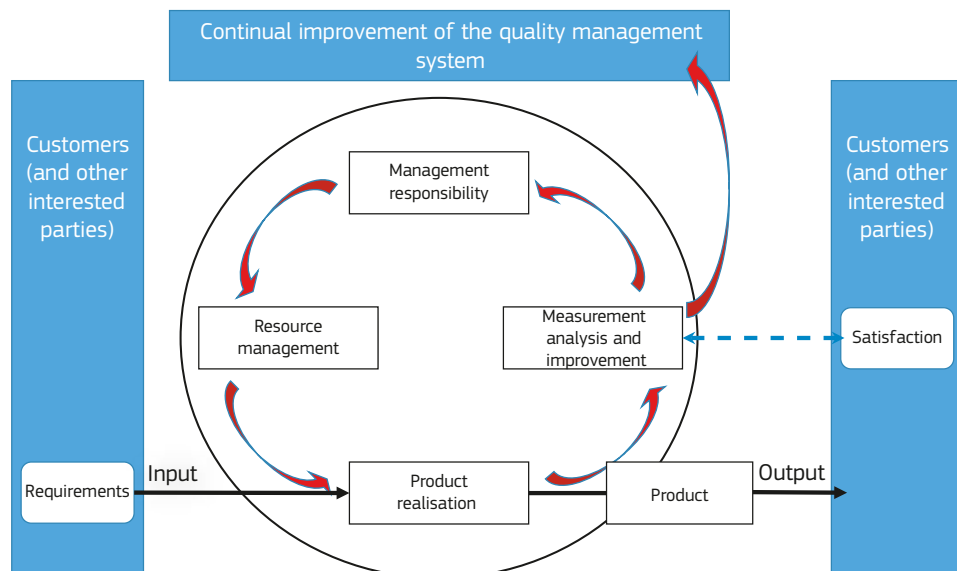 Continual improvement of the quality management
system
Customers
(and other
interested
parties)
Customers
(and other
interested
parties)
Management
responsibility
Resource
management
Measurement
analysis and
improvement
Satisfaction
Requirements
Input
Product
realisation
Product
Output